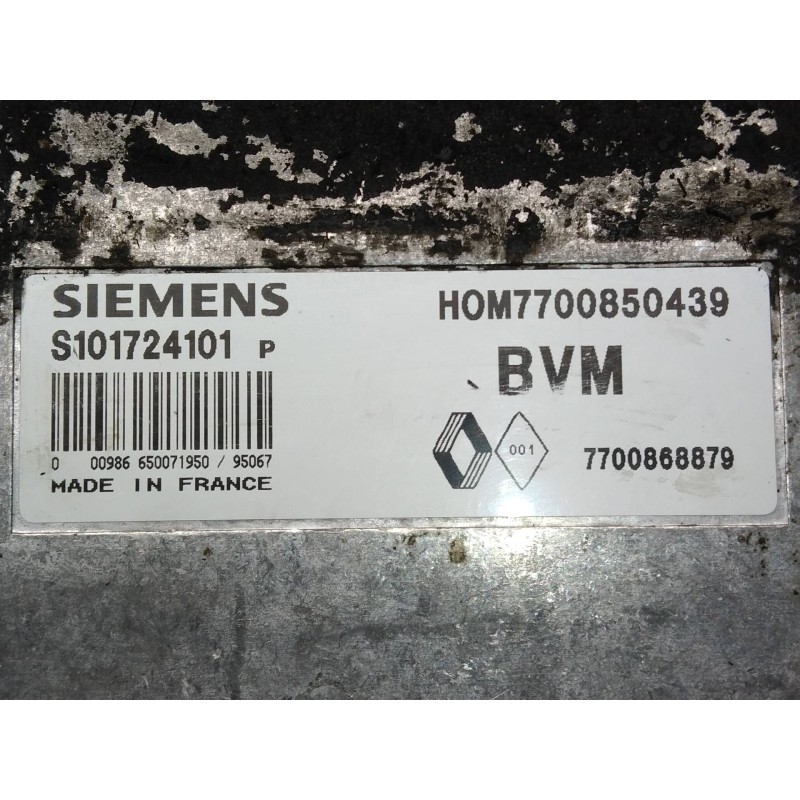 SIEMENS
S101724101 P
0 00986 650071950 / 95067
MADE IN FRANCE
HOM7700850439
BVM
001
7700868879